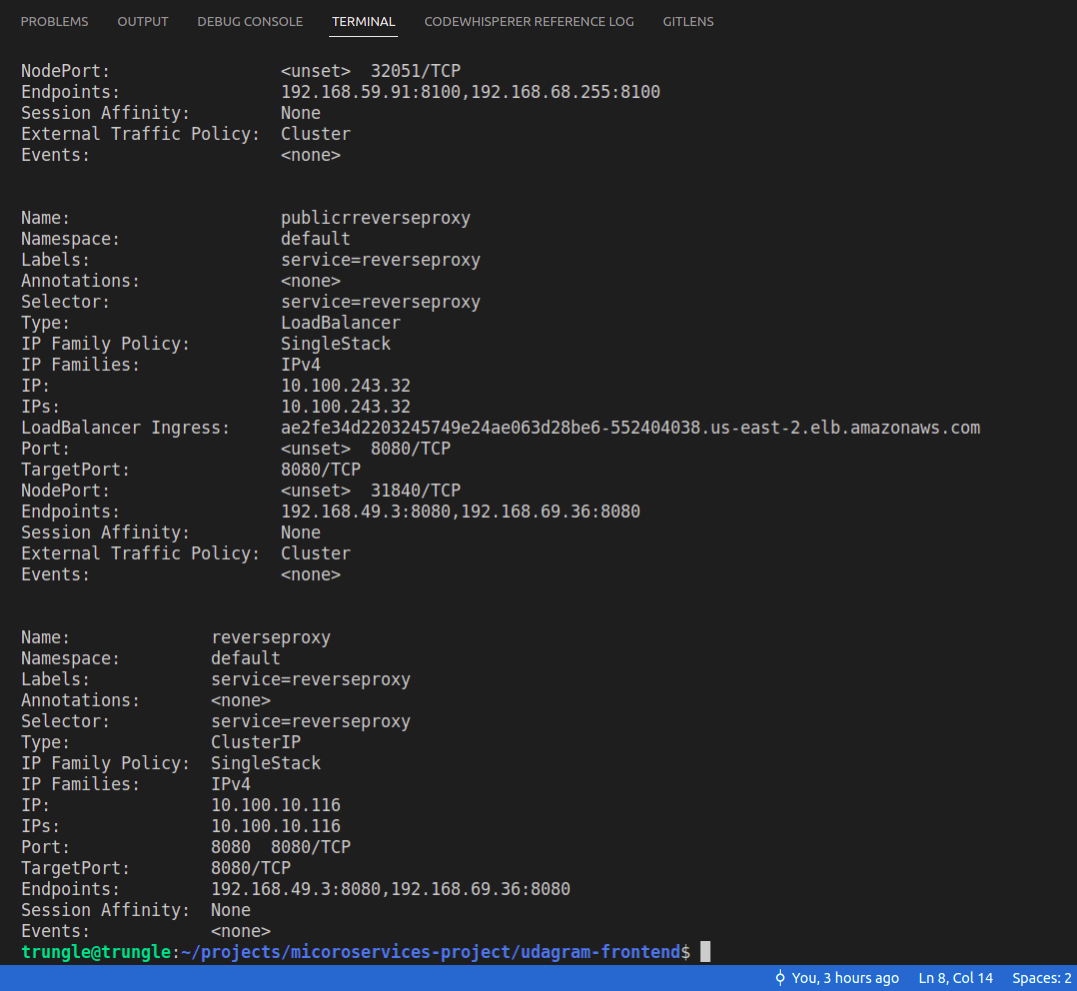 PROBLEMS OUTPUT DEBUG CONSOLE TERMINAL CODEWHISPERER REFERENCE LOG GITLENS
NodePort: <unset> 32051/TCP
Endpoints: 192.168.59.91:8100,192.168.68.255:8100
Session Affinity: None
External Traffic Policy: Cluster
Events: <none>
Name: publicrreverseproxy
Namespace: default
Labels: service=reverseproxy
Annotations: <none>
Selector: service=reverseproxy
Type: LoadBalancer
IP Family Policy: SingleStack
IP Families: IPv4
IP: 10.100.243.32
IPs: 10.100.243.32
LoadBalancer Ingress: ae2fe34d2203245749e24ae063d28be6-552404038.us-east-2.elb.amazonaws.com
Port: <unset> 8080/TCP
TargetPort: 8080/TCP
NodePort: <unset> 31840/TCP
Endpoints: 192.168.49.3:8080,192.168.69.36:8080
Session Affinity: None
External Traffic Policy: Cluster
Events: <none>
Name: reverseproxy
Namespace: default
Labels: service=reverseproxy
Annotations: <none>
Selector: service=reverseproxy
Type: ClusterIP
IP Family Policy: SingleStack
IP Families: IPv4
IP: 10.100.10.116
IPs: 10.100.10.116
Port: 8080 8080/TCP
TargetPort: 8080/TCP
Endpoints: 192.168.49.3:8080,192.168.69.36:8080
Session Affinity: None
Events: <none>
trungle@trungle:~/projects/micoroservices-project/udagram-frontend$
You, 3 hours ago Ln 8, Col 14 Spaces: 2